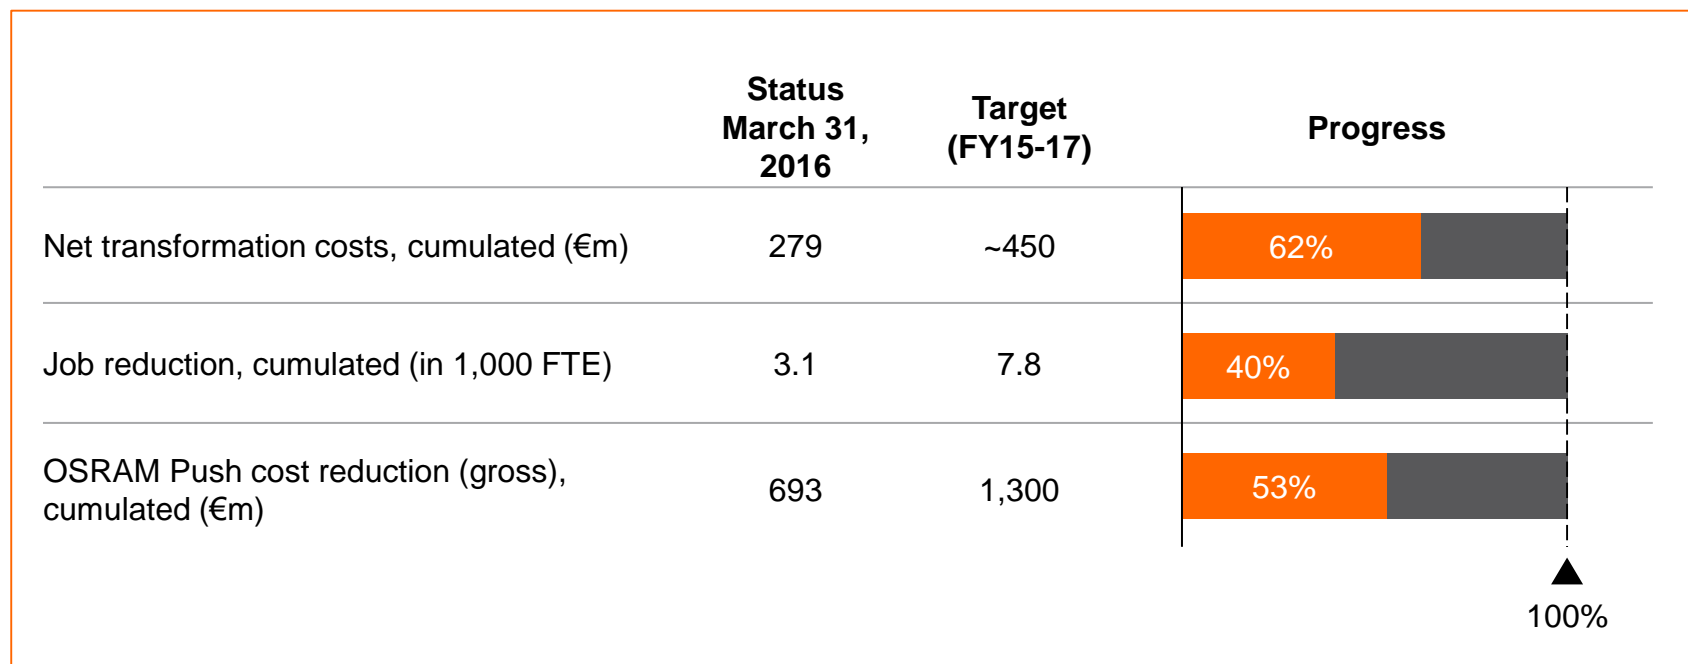 Status
March 31,
2016
Target
(FY15-17)
Progress
Net transformation costs, cumulated (€m)
279
~450
62%
Job reduction, cumulated (in 1,000 FTE)
3.1
7.8
40%
OSRAM Push cost reduction (gross),
cumulated (€m)
693
1,300
53%
100%